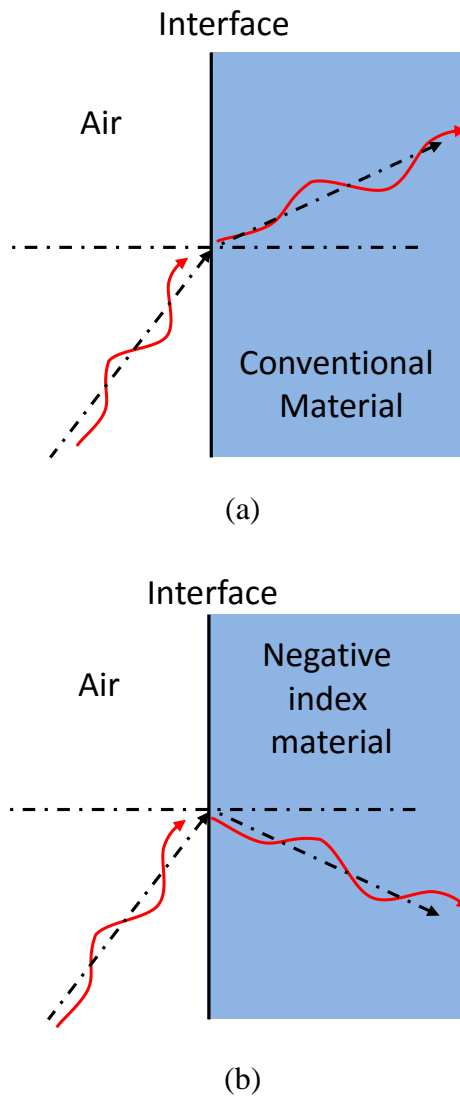 Interface
Air
Conventional
Material
(a)
Interface
Negative
index
material
Air
(b)